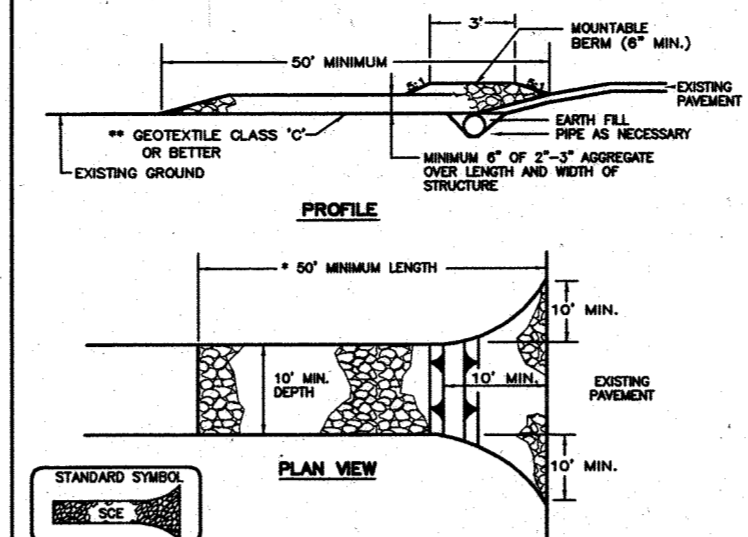 3'
MOUNTABLE
BERM (6" MIN.)
50' MINIMUM
5:1
5:1
EXISTING
PAVEMENT
** GEOTEXTILE CLASS 'C'
OR BETTER
EARTH FILL
PIPE AS NECESSARY
EXISTING GROUND
MINIMUM 6" OF 2"-3" AGGREGATE
OVER LENGTH AND WIDTH OF
STRUCTURE
PROFILE
* 50' MINIMUM LENGTH
10' MIN.
10' MIN.
DEPTH
10' MIN.
EXISTING
PAVEMENT
10' MIN.
PLAN VIEW
STANDARD SYMBOL
SCE